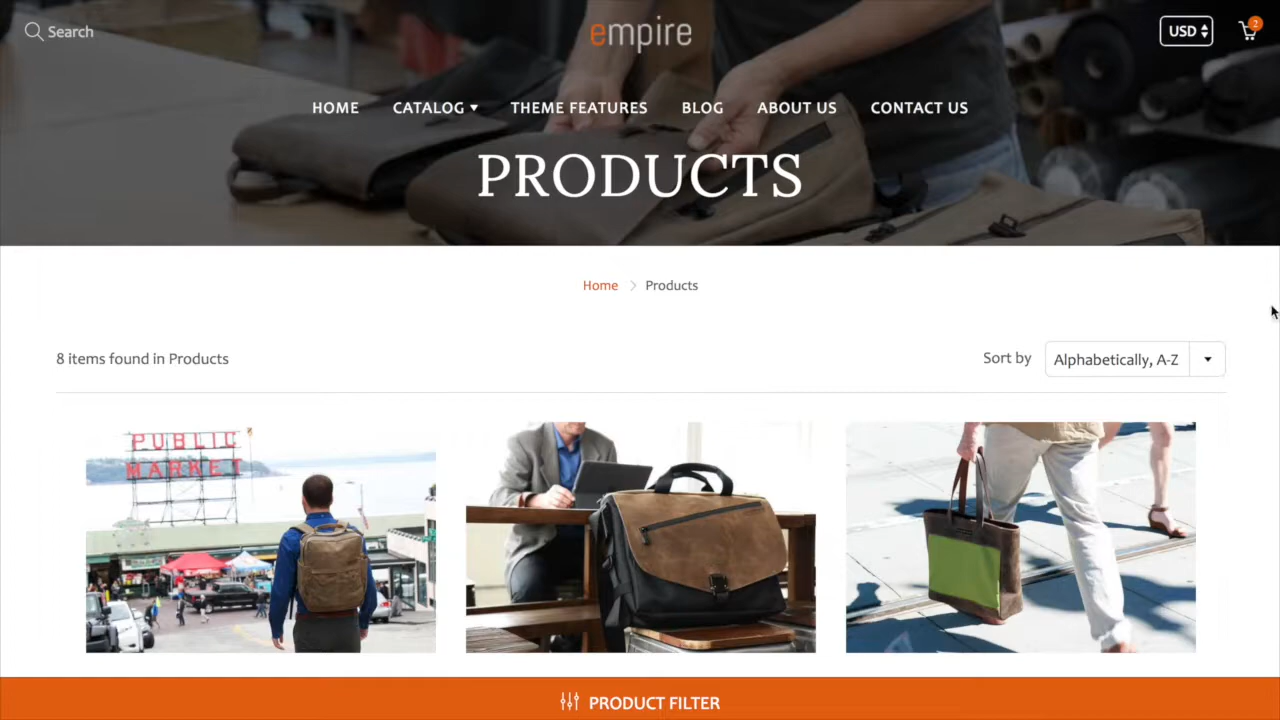 Search
empire
USD
2
HOME CATALOG THEME FEATURES BLOG ABOUT US CONTACT US
PRODUCTS
Home Products
8 items found in Products
Sort by Alphabetically, A-Z
PUBLIC
MARKET
PRODUCT FILTER